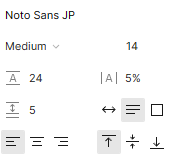 Noto Sans JP
Medium 14
A 24 |A| 5%
5